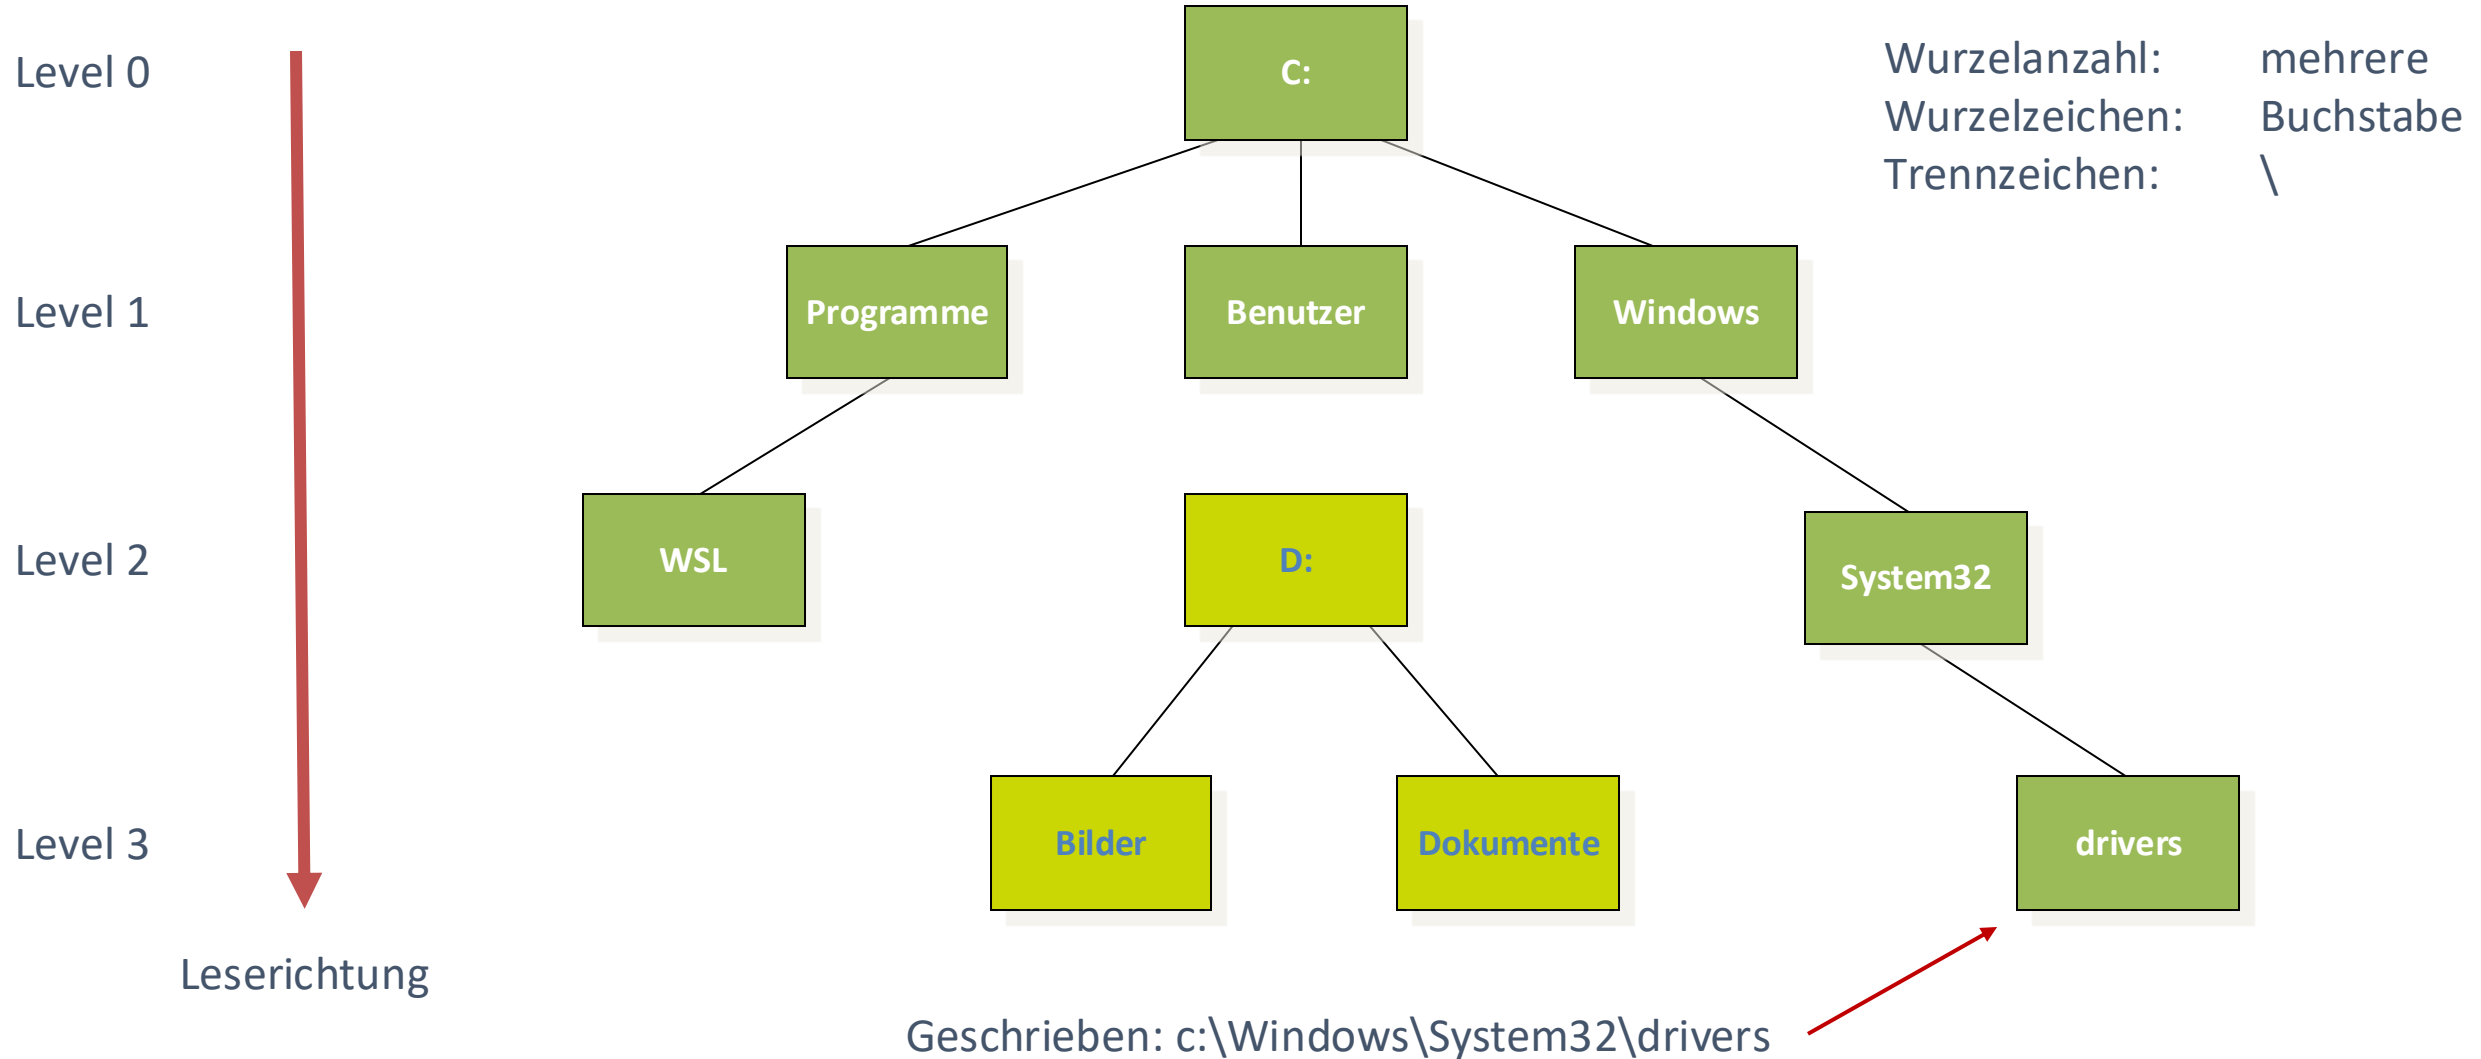 Level 0
C:
Wurzelanzahl: mehrere
Wurzelzeichen: Buchstabe
Trennzeichen: \
Level 1
Programme
Benutzer
Windows
Level 2
WSL
D:
System32
Level 3
Bilder
Dokumente
drivers
Leserichtung
Geschrieben: c:\Windows\System32\drivers